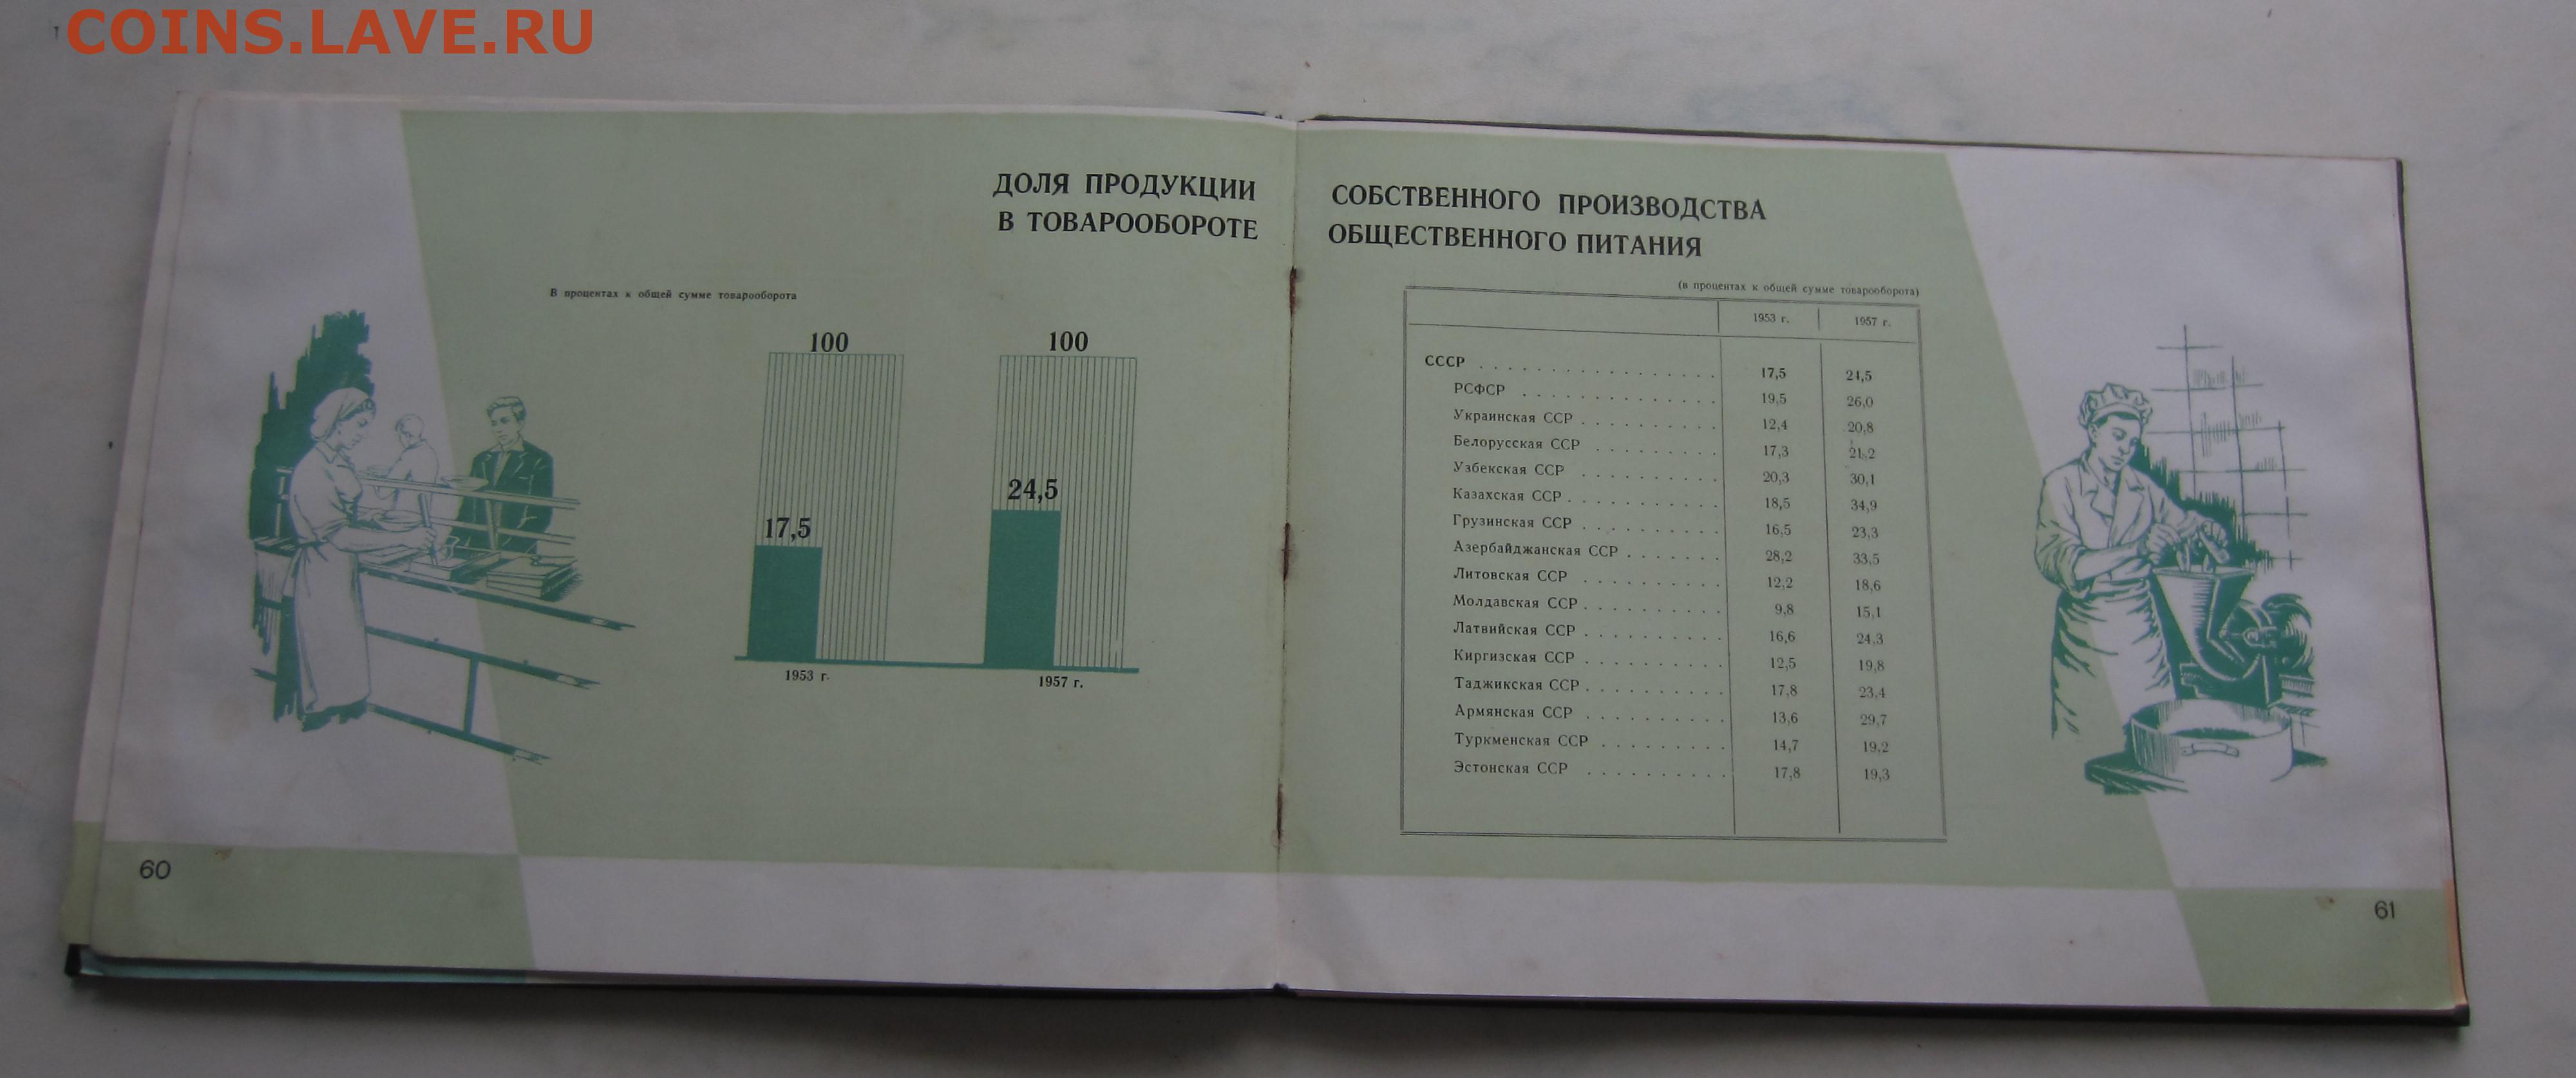 COINS.LAVE.RU
ДОЛЯ ПРОДУКЦИИ
В ТОВАРООБОРОТЕ
В процентах к общей сумме товарооборота
100 100
24,5
17,5
1953 г. 1957 г.
60
СОБСТВЕННОГО ПРОИЗВОДСТВА
ОБЩЕСТВЕННОГО ПИТАНИЯ
(в процентах к общей сумме товарооборота)
1953 г. 1957 г.
СССР . . . . . . . . . . . . . . . . . 17,5 24,5
РСФСР . . . . . . . . . . . . . . 19,5 26,0
Украинская ССР . . . . . . . . . . 12,4 20,8
Белорусская ССР . . . . . . . . . 17,3 21,2
Узбекская ССР . . . . . . . . . . 20,3 30,1
Казахская ССР . . . . . . . . . . . 18,5 34,9
Грузинская ССР . . . . . . . . . . 16,5 23,3
Азербайджанская ССР . . . . . . . 28,2 33,5
Литовская ССР . . . . . . . . . . 12,2 18,6
Молдавская ССР . . . . . . . . . . 9,8 15,1
Латвийская ССР . . . . . . . . . . 16,6 24,3
Киргизская ССР . . . . . . . . . . 12,5 19,8
Таджикская ССР . . . . . . . . . . 17,8 23,4
Армянская ССР . . . . . . . . . . 13,6 29,7
Туркменская ССР . . . . . . . . . 14,7 19,2
Эстонская ССР . . . . . . . . . . 17,8 19,3
61